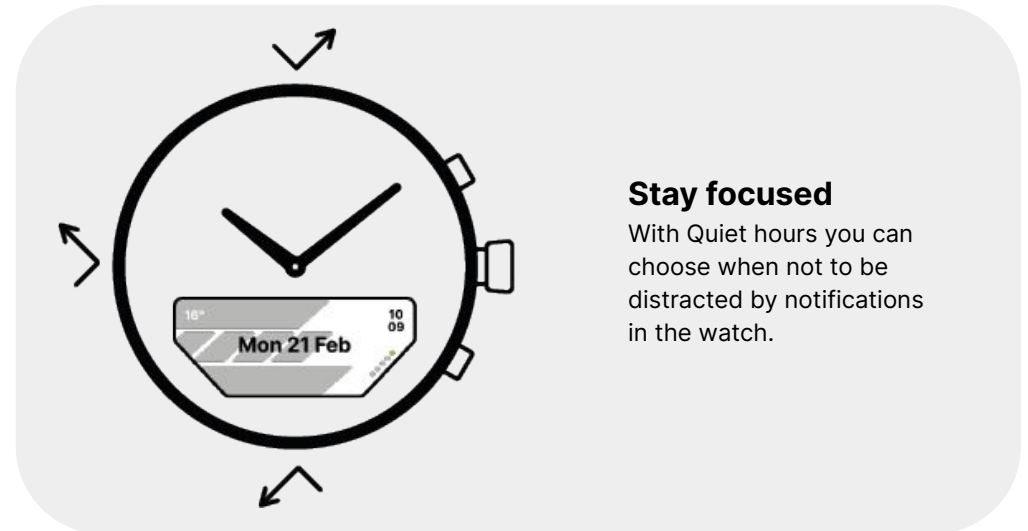 16°
10
09
Mon 21 Feb
Stay focused
With Quiet hours you can
choose when not to be
distracted by notifications
in the watch.